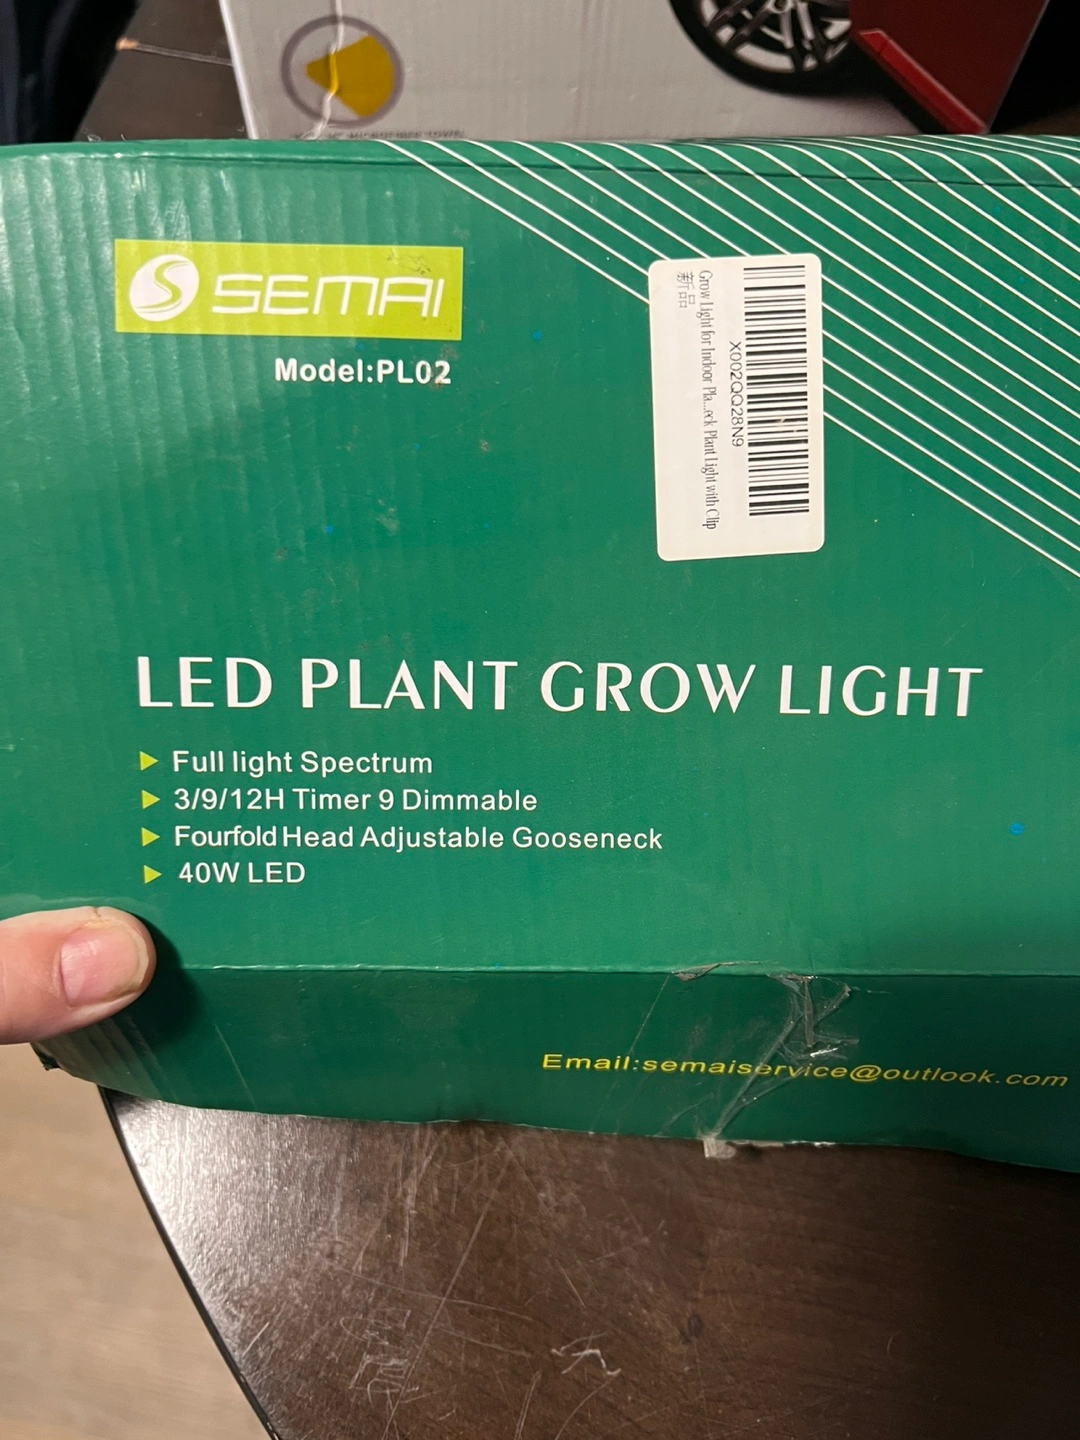 MICROFIBER TOWEL
SEMAI
Model:PL02
Grow Light for Indoor Pla...eck Plant Light with Clip
新品
X002QQ28N9
LED PLANT GROW LIGHT
Full light Spectrum
3/9/12H Timer 9 Dimmable
Fourfold Head Adjustable Gooseneck
40W LED
Email:semaiservice@outlook.com